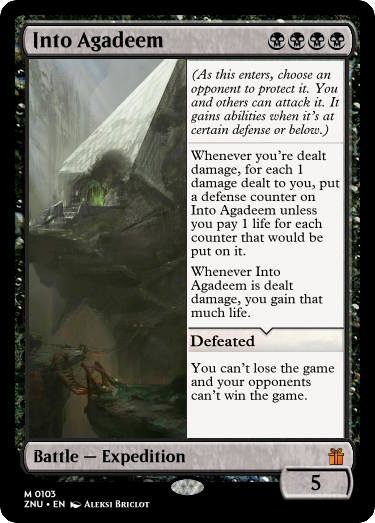 Into Agadeem
(As this enters, choose an
opponent to protect it. You
and others can attack it. It
gains abilities when it's at
certain defense or below.)
Whenever you're dealt
damage, for each 1
damage dealt to you, put
a defense counter on
Into Agadeem unless
you pay 1 life for each
counter that would be
put on it.
Whenever Into
Agadeem is dealt
damage, you gain that
much life.
Defeated
You can't lose the game
and your opponents
can't win the game.
Battle — Expedition
5
M 0103
ZNU • EN Aleksi Briclot